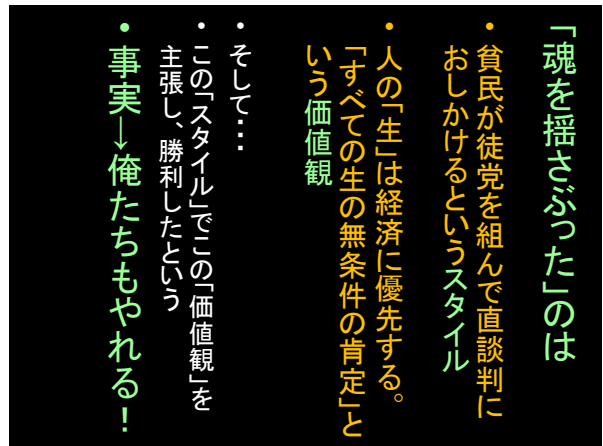 「魂を揺さぶった」のは
・貧民が徒党を組んで直談判に
おしかけるというスタイル
・人の「生」は経済に優先する。
「すべての生の無条件の肯定」と
いう価値観
・そして・・・
・この「スタイル」でこの「価値観」を
主張し、勝利したという
・事実→俺たちもやれる！